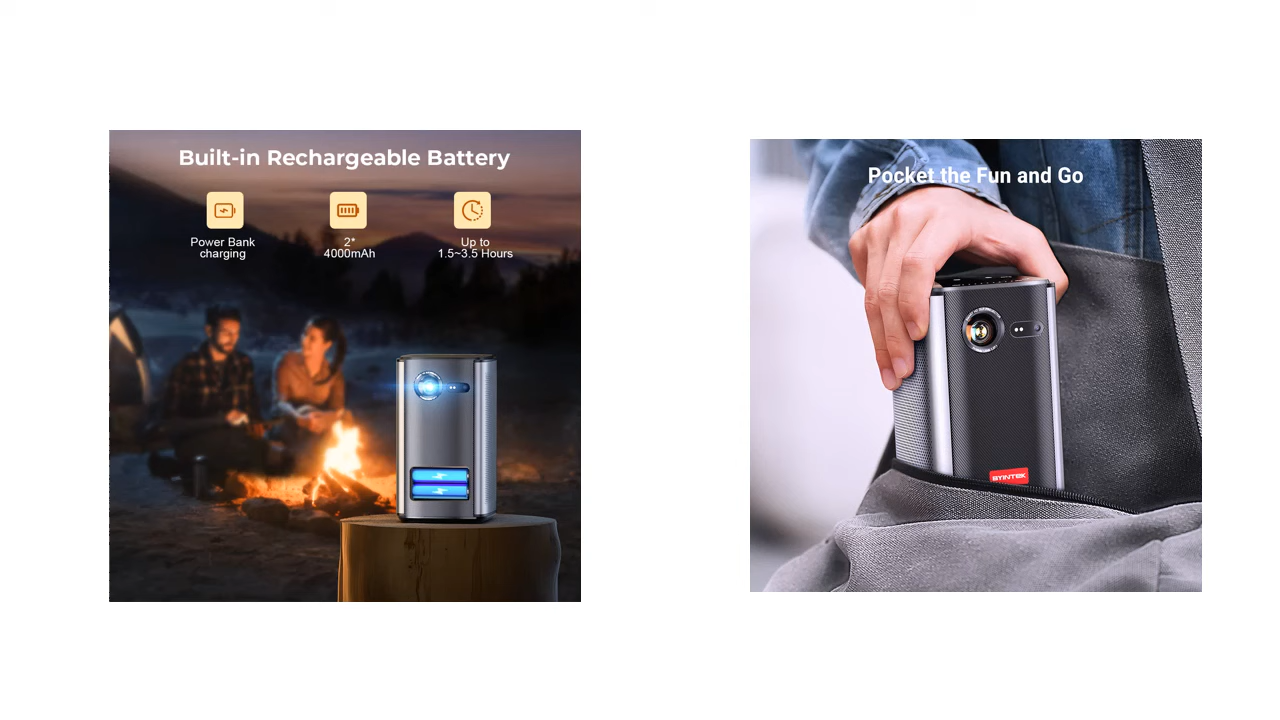 Built-in Rechargeable Battery
Power Bank
charging
2*
4000mAh
Up to
1.5~3.5 Hours
Pocket the Fun and Go
BYINTEK